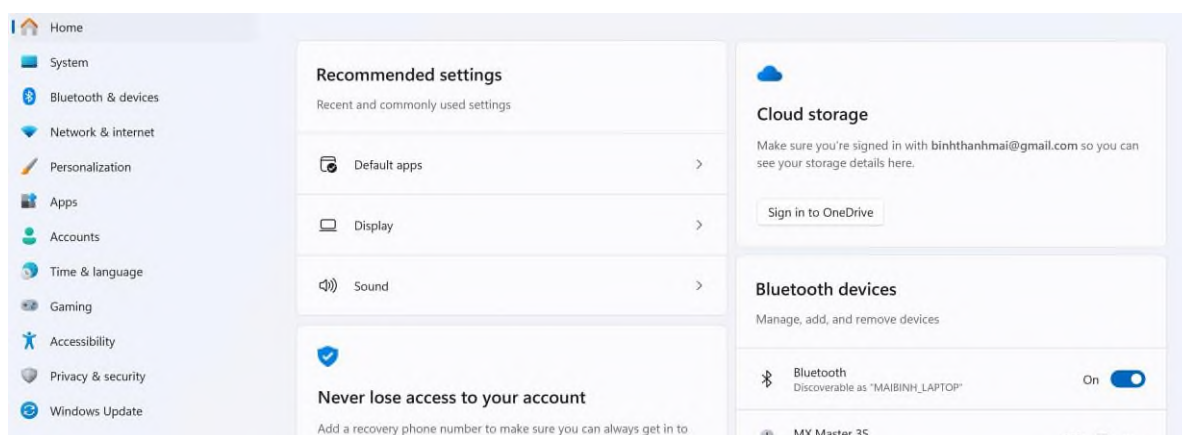 Home
System
Bluetooth & devices
Network & internet
Personalization
Apps
Accounts
Time & language
Gaming
Accessibility
Privacy & security
Windows Update
Recommended settings
Recent and commonly used settings
Default apps
Display
Sound
Never lose access to your account
Add a recovery phone number to make sure you can always get in to
Cloud storage
Make sure you're signed in with binhthanhmai@gmail.com so you can
see your storage details here.
Sign in to OneDrive
Bluetooth devices
Manage, add, and remove devices
Bluetooth
Discoverable as "MAIBINH_LAPTOP"
On
MX Master 3S